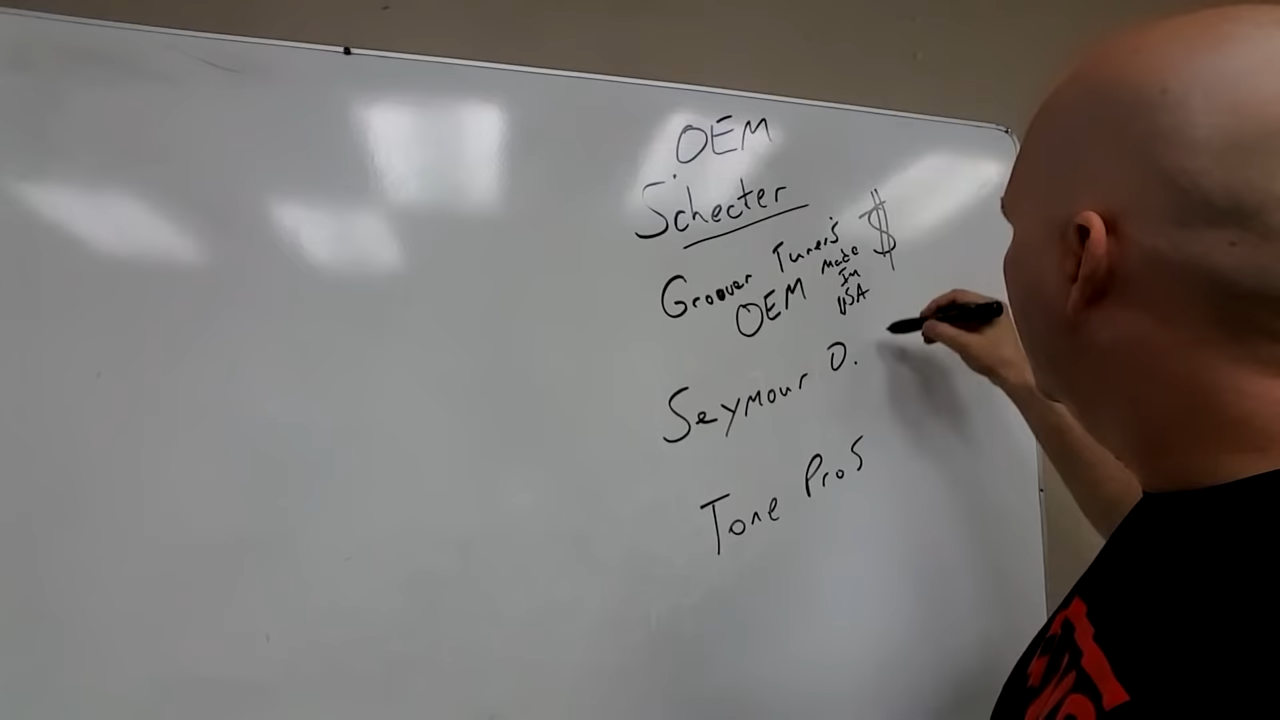 OEM
Schecter
Groover Tuners $
OEM Made
In
USA
Seymour D.
Tone Pros